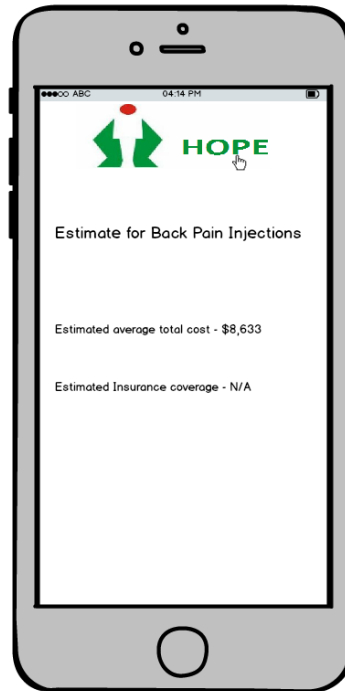 ABC 04:14 PM
HOPE
Estimate for Back Pain Injections
Estimated average total cost - $8,633
Estimated Insurance coverage - N/A